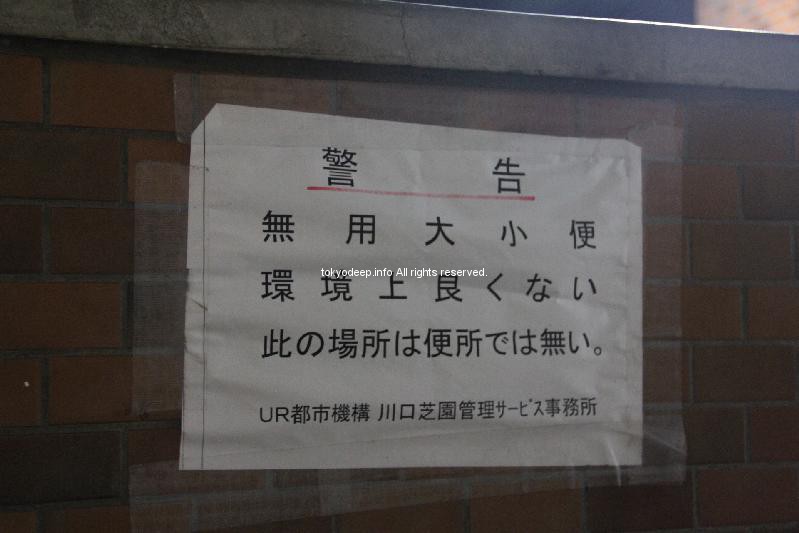 警告
無用大小便
tokyodeep.info All rights reserved.
環境上良くない
此の場所は便所では無い。
UR都市機構 川口芝園管理ｻｰﾋﾞｽ事務所